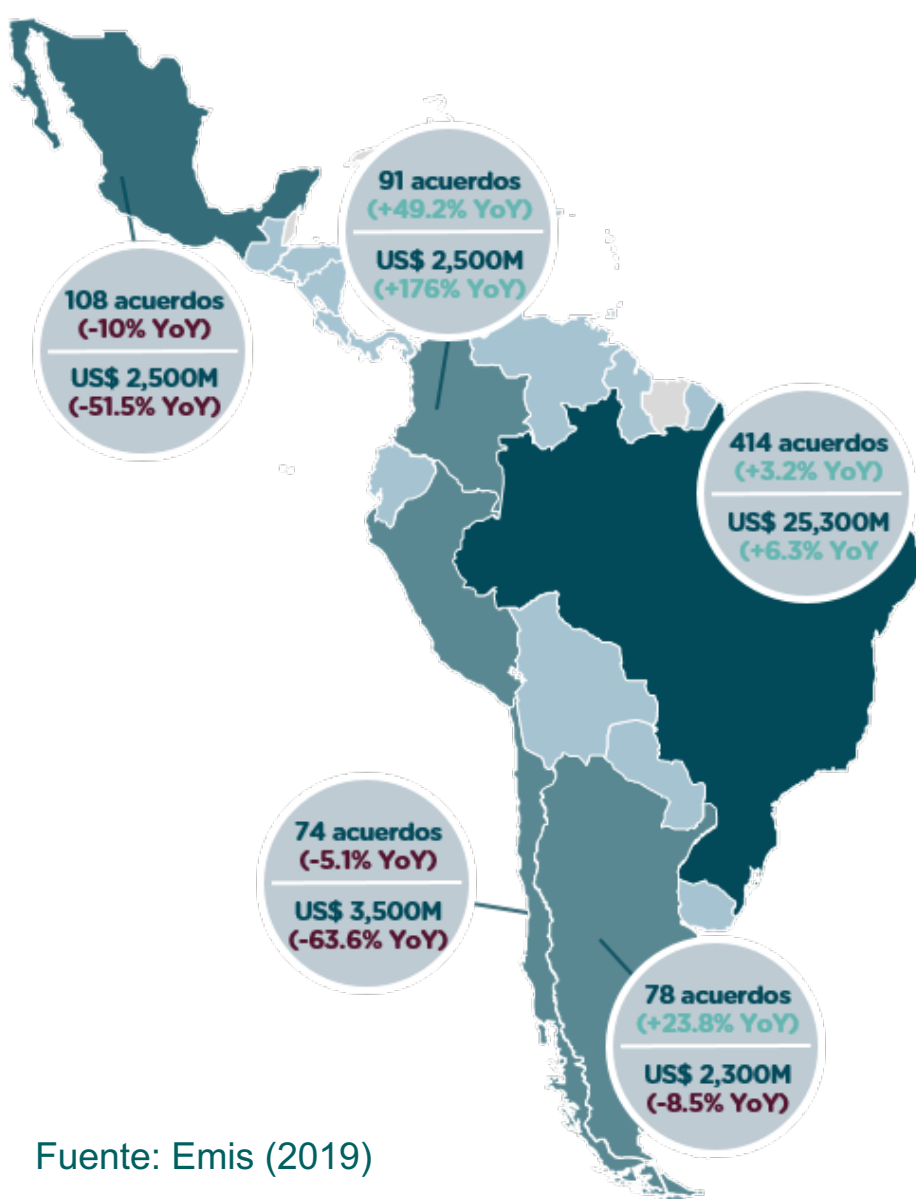 91 acuerdos
(+49.2% YoY)
US$ 2,500M
(+176% YoY)
108 acuerdos
(-10% YoY)
US$ 2,500M
(-51.5% YoY)
414 acuerdos
(+3.2% YoY)
US$ 25,300M
(+6.3% YoY
74 acuerdos
(-5.1% YoY)
US$ 3,500M
(-63.6% YoY)
78 acuerdos
(+23.8% YoY)
US$ 2,300M
(-8.5% YoY)
Fuente: Emis (2019)